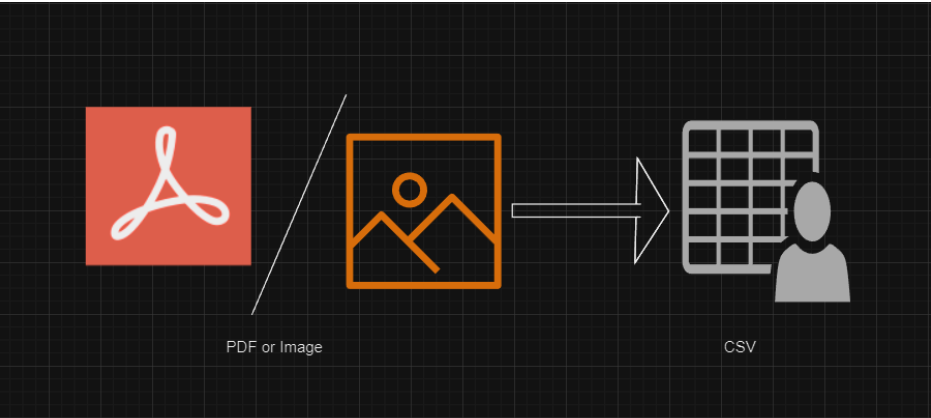 PDF or Image
CSV